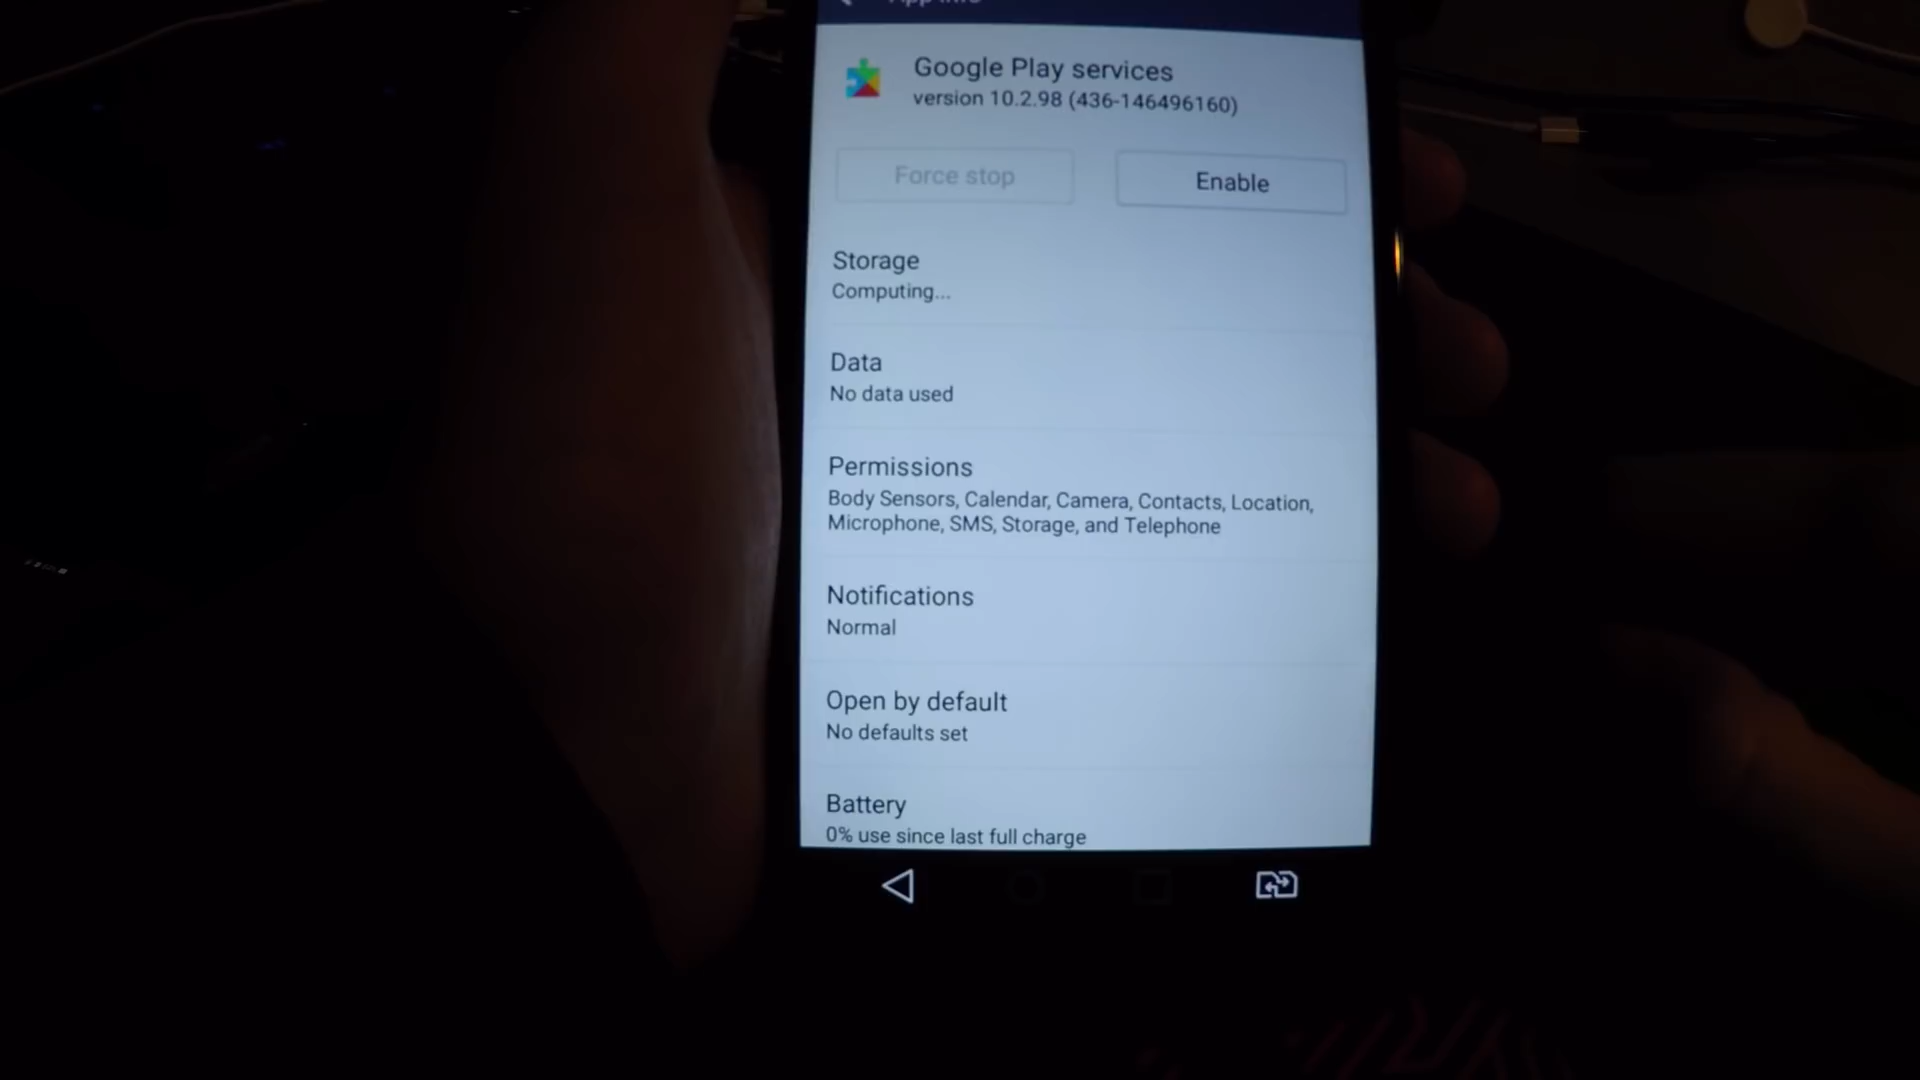 App info
Google Play services
version 10.2.98 (436-146496160)
Force stop
Enable
Storage
Computing...
Data
No data used
Permissions
Body Sensors, Calendar, Camera, Contacts, Location,
Microphone, SMS, Storage, and Telephone
Notifications
Normal
Open by default
No defaults set
Battery
0% use since last full charge